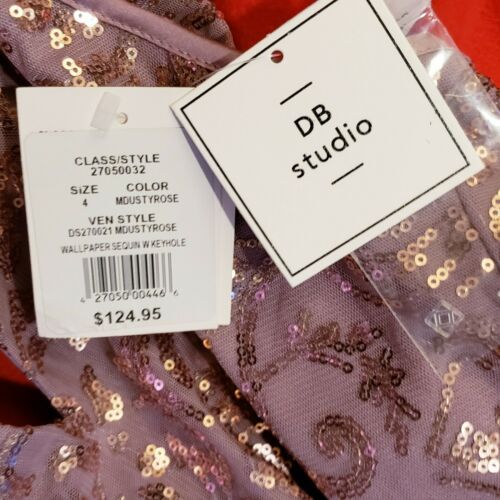 CLASS/STYLE
27050032
SIZE COLOR
4 MDUSTYROSE
VEN STYLE
DS270021 MDUSTYROSE
WALLPAPER SEQUIN W KEYHOLE
4 27050 00446 6
$124.95
DB
studio